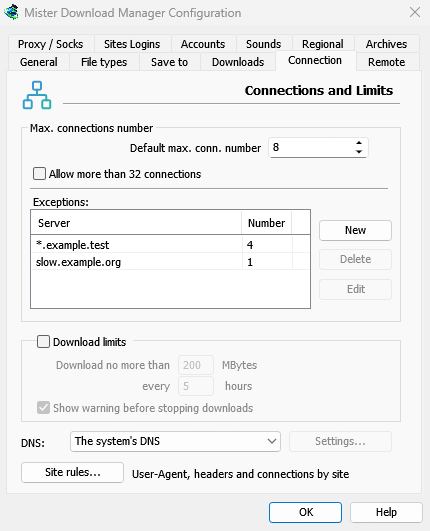 Mister Download Manager Configuration
Proxy / Socks Sites Logins Accounts Sounds Regional Archives
General File types Save to Downloads Connection Remote
Connections and Limits
Max. connections number
Default max. conn. number 8
Allow more than 32 connections
Exceptions:
Server Number
*.example.test 4
slow.example.org 1
New
Delete
Edit
Download limits
Download no more than 200 MBytes
every 5 hours
Show warning before stopping downloads
DNS: The system's DNS Settings...
Site rules... User-Agent, headers and connections by site
OK Help